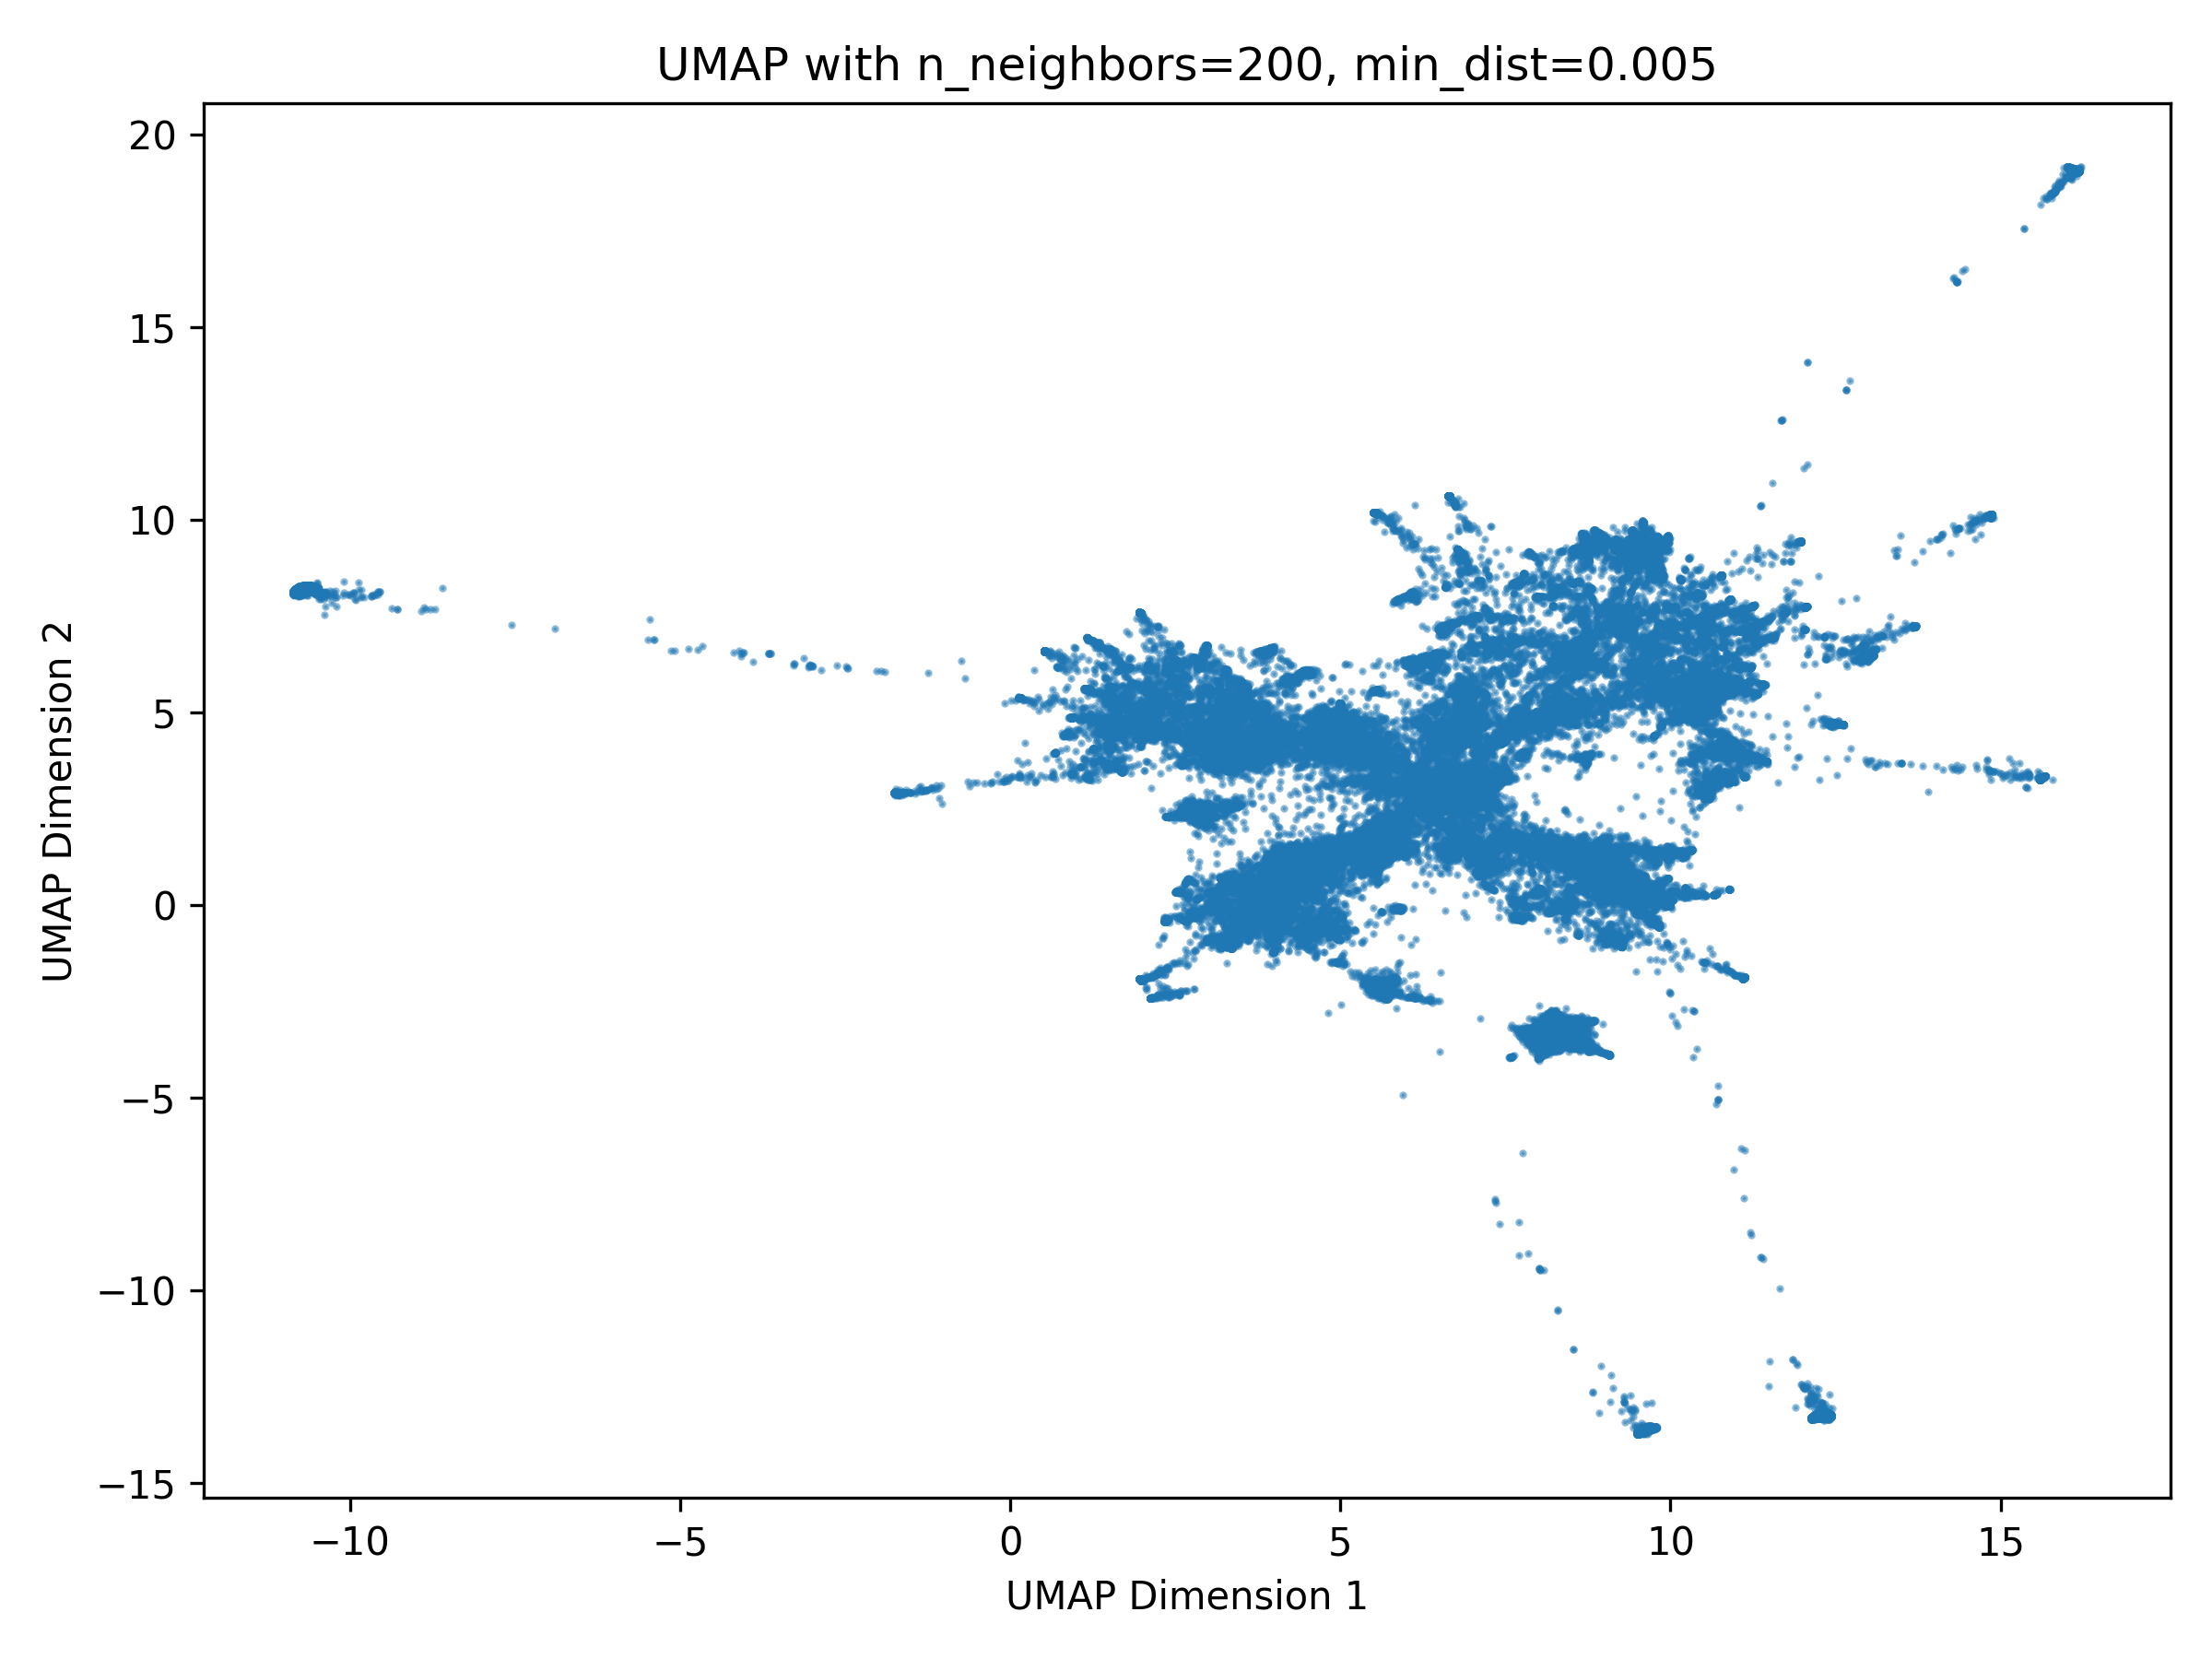 UMAP with n_neighbors=200, min_dist=0.005
20
15
10
5
0
−5
−10
−15
UMAP Dimension 2
−10 −5 0 5 10 15
UMAP Dimension 1